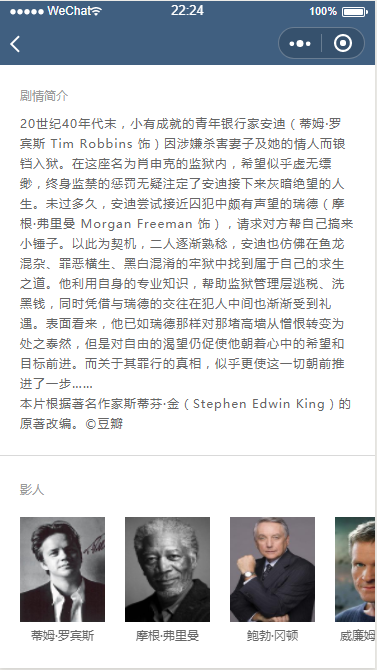 WeChat
22:24
100%
剧情简介
20世纪40年代末，小有成就的青年银行家安迪（蒂姆·罗
宾斯 Tim Robbins 饰）因涉嫌杀害妻子及她的情人而锒
铛入狱。在这座名为肖申克的监狱内，希望似乎虚无缥
缈，终身监禁的惩罚无疑注定了安迪接下来灰暗绝望的人
生。未过多久，安迪尝试接近囚犯中颇有声望的瑞德（摩
根·弗里曼 Morgan Freeman 饰），请求对方帮自己搞来
小锤子。以此为契机，二人逐渐熟稔，安迪也仿佛在鱼龙
混杂、罪恶横生、黑白混淆的牢狱中找到属于自己的求生
之道。他利用自身的专业知识，帮助监狱管理层逃税、洗
黑钱，同时凭借与瑞德的交往在犯人中间也渐渐受到礼
遇。表面看来，他已如瑞德那样对那堵高墙从憎恨转变为
处之泰然，但是对自由的渴望仍促使他朝着心中的希望和
目标前进。而关于其罪行的真相，似乎更使这一切朝前推
进了一步……
本片根据著名作家斯蒂芬·金（Stephen Edwin King）的
原著改编。©豆瓣
影人
蒂姆·罗宾斯
摩根·弗里曼
鲍勃·冈顿
威廉姆